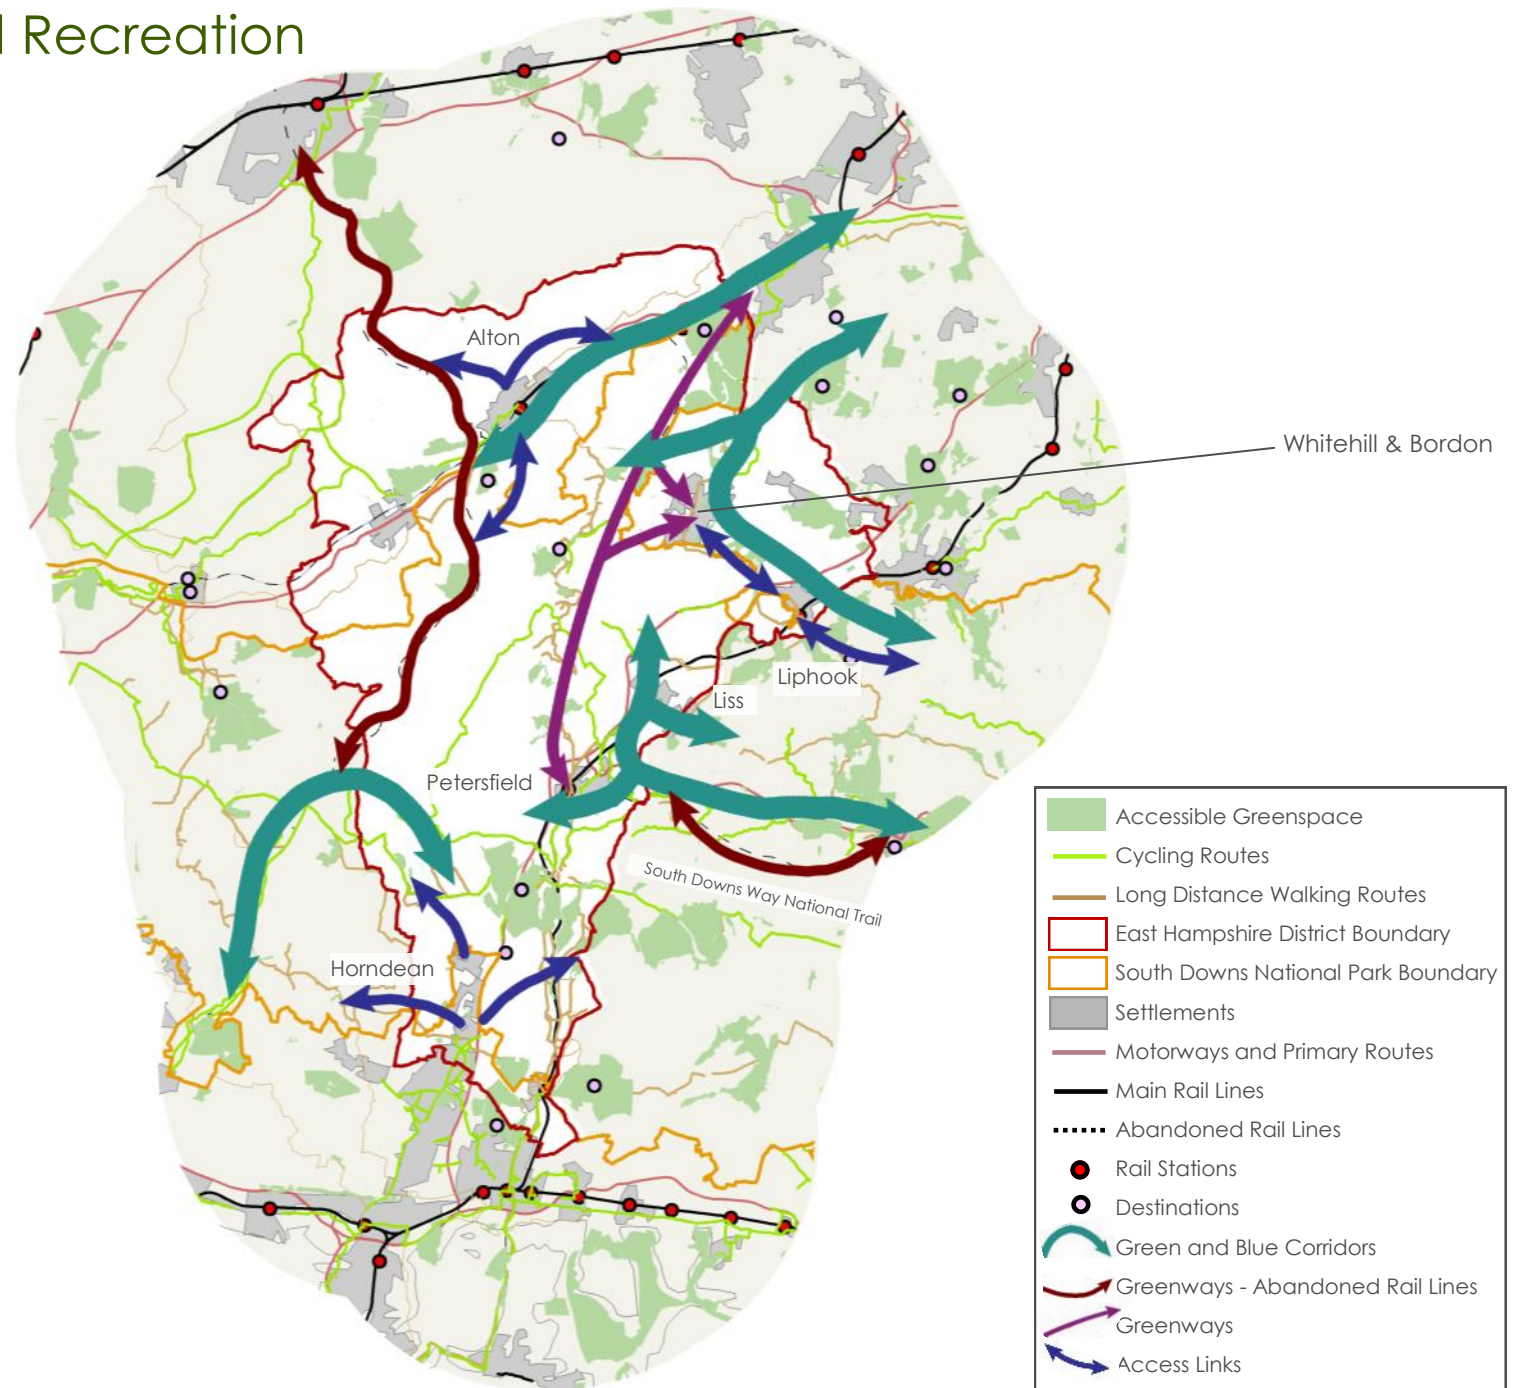 l Recreation
Alton
Whitehill & Bordon
Liphook
Liss
Petersfield
South Downs Way National Trail
Horndean
Accessible Greenspace
Cycling Routes
Long Distance Walking Routes
East Hampshire District Boundary
South Downs National Park Boundary
Settlements
Motorways and Primary Routes
Main Rail Lines
Abandoned Rail Lines
Rail Stations
Destinations
Green and Blue Corridors
Greenways - Abandoned Rail Lines
Greenways
Access Links